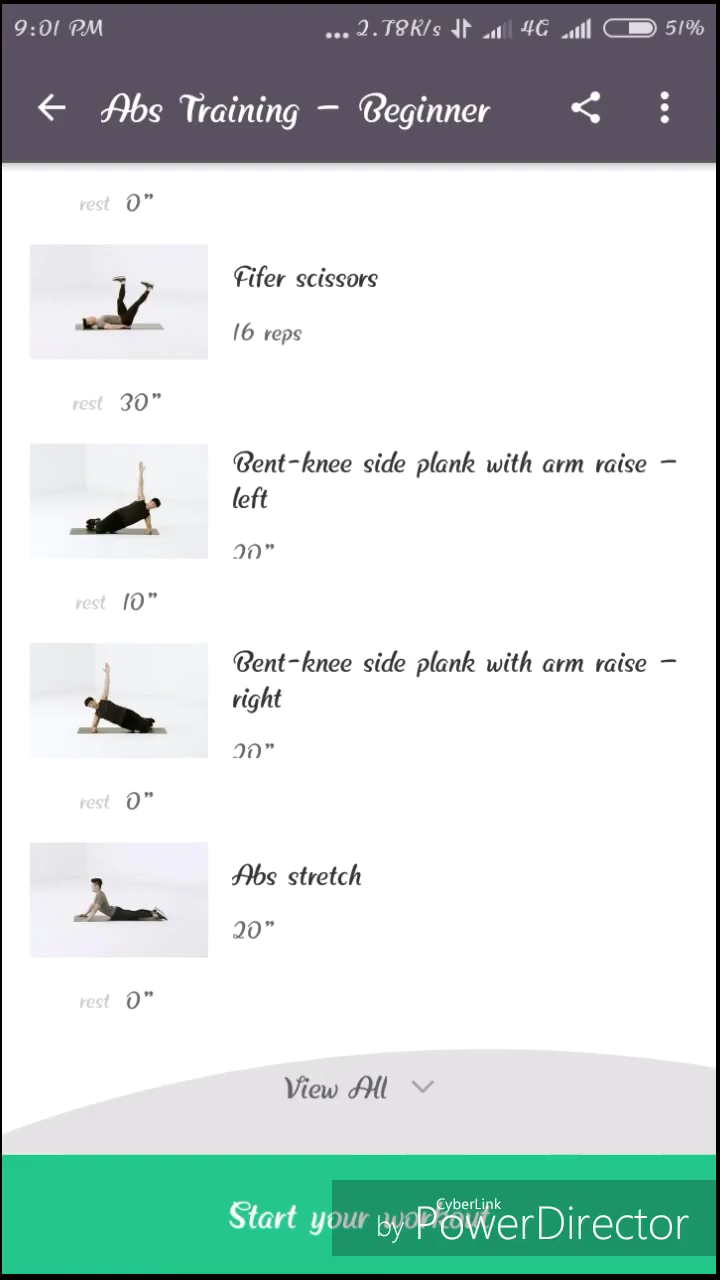 9:01 PM ... 2.78K/s 4G 51%
Abs Training – Beginner
rest 0"
Fifer scissors
16 reps
rest 30"
Bent-knee side plank with arm raise –
left
20"
rest 10"
Bent-knee side plank with arm raise –
right
20"
rest 0"
Abs stretch
20"
rest 0"
View All
Start your workout
CyberLink
by PowerDirector